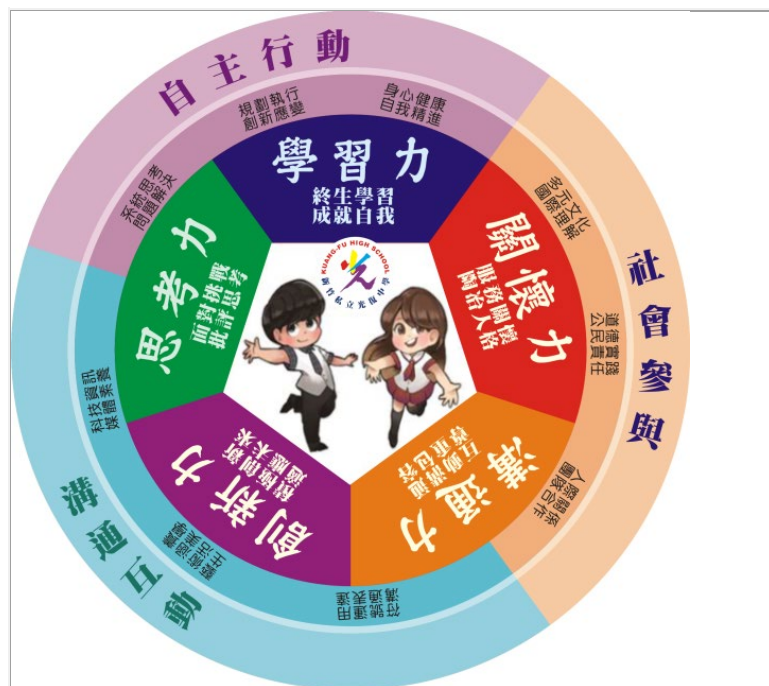 自主行動
規劃執行
創新應變
身心健康
自我精進
系統思考
問題解決
學習力
終生學習
成就自我
社會參與
多元文化
國際理解
道德實踐
公民責任
人際關係
團隊合作
關懷力
服務關懷
陶冶人格
溝通力
互動溝通
尊重包容
溝通互動
符號運用
溝通表達
藝術涵養
生活美學
科技資訊
媒體素養
創新力
積極創新
適應未來
思考力
面對挑戰
批評思考
KUANG-FU HIGH SCHOOL
新竹私立光復中學